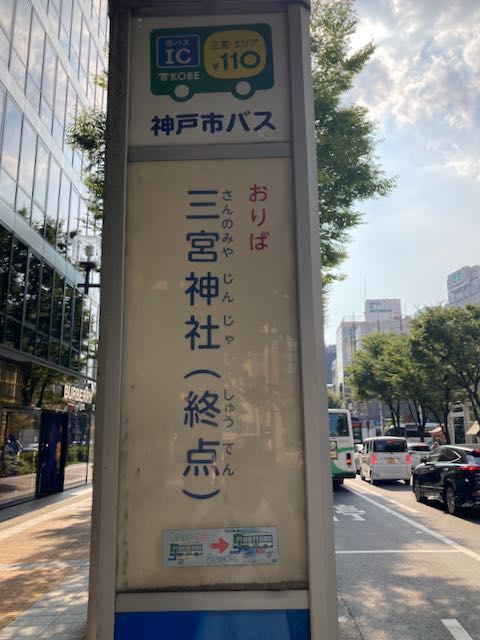 市バス
IC
KOBE
三宮・エリア
¥110
神戸市バス
おりば
三宮神社(終点)
さんのみや じんじゃ しゅうてん